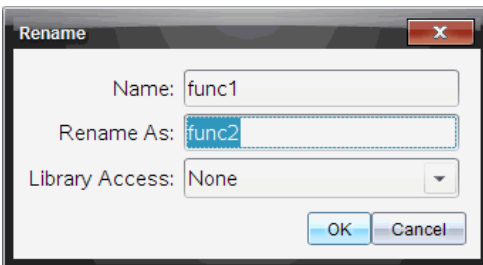 Rename
x
Name: func1
Rename As: func2
Library Access: None
OK Cancel